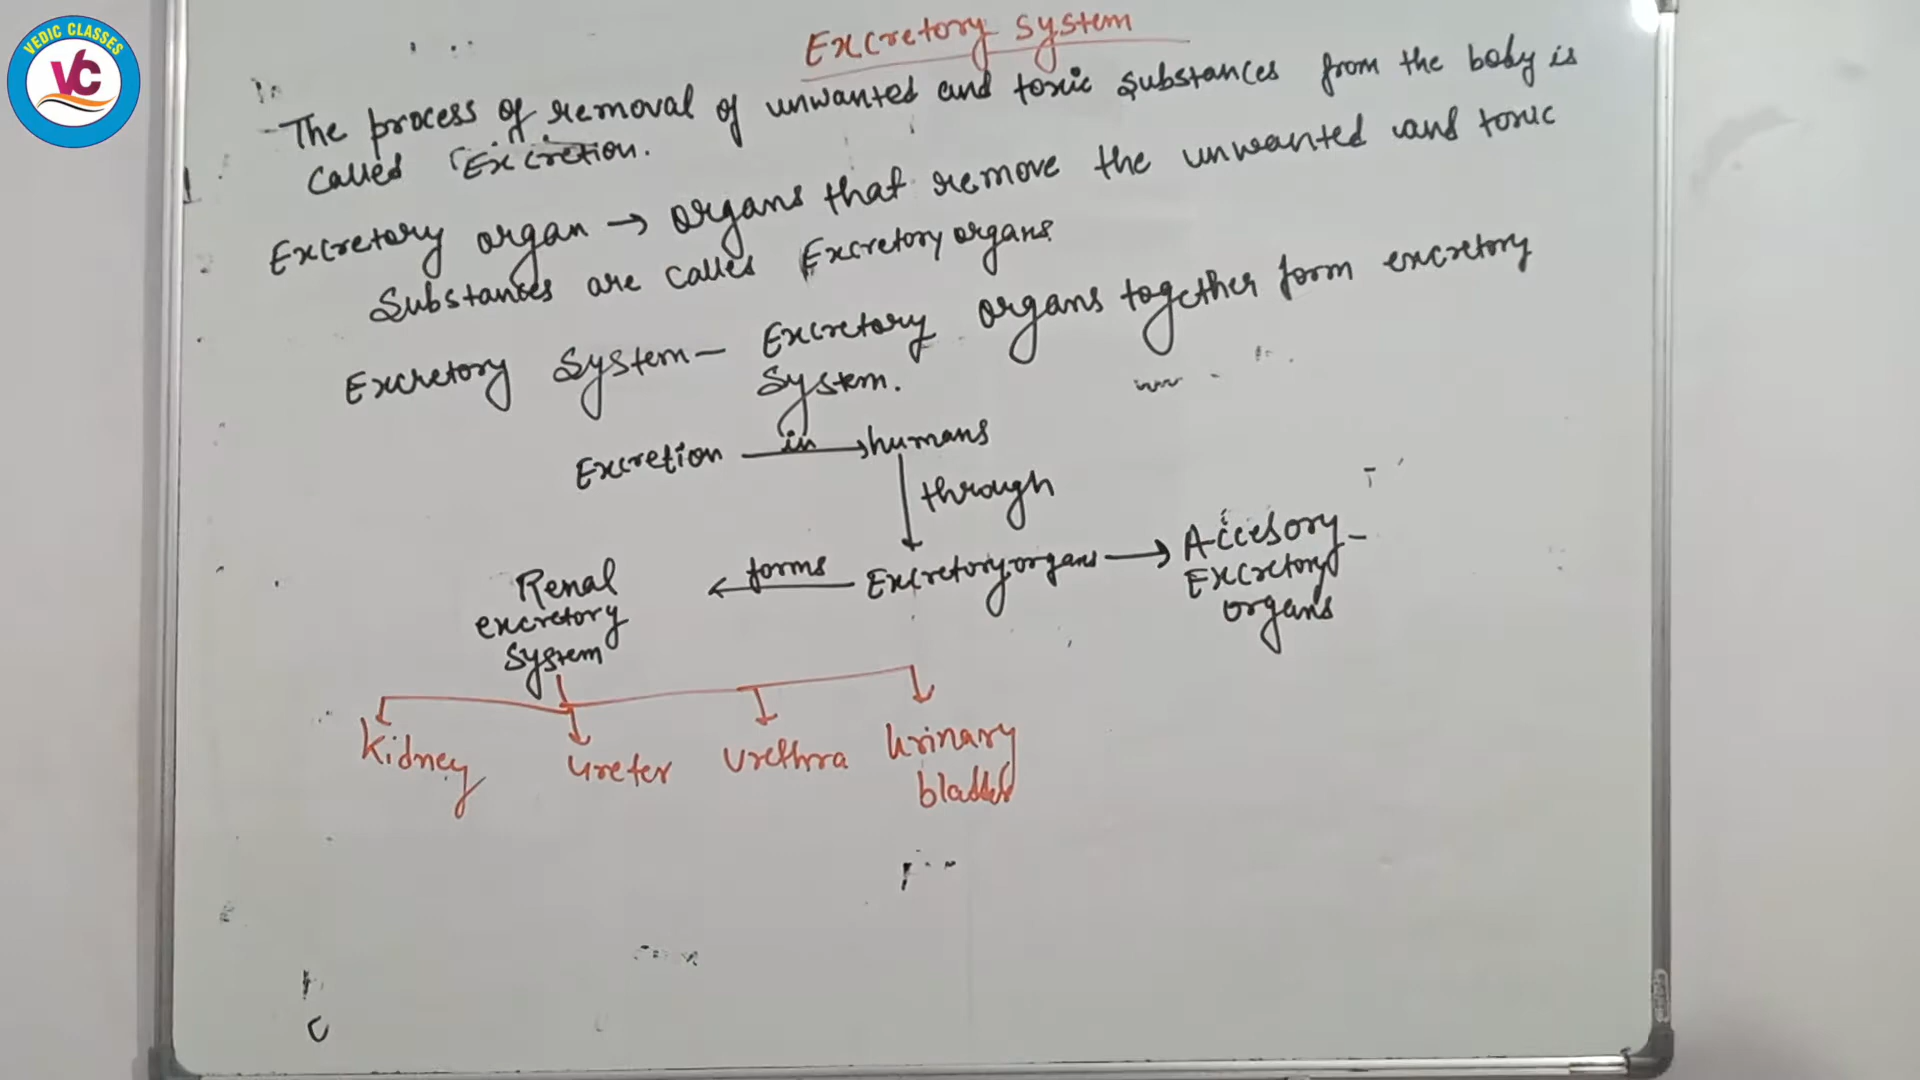 VEDIC CLASSES
VC
Excretory System
- The process of removal of unwanted and toxic substances from the body is
called Excretion.
Excretory organ → organs that remove the unwanted and toxic
Substances are called Excretory organs.
Excretory System - Excretory organs together form excretory
System.
Excretion in humans
through
Renal excretory system ← forms Excretory organs → Accesory - Excretory organs
Kidney ureter Urethra Urinary bladder